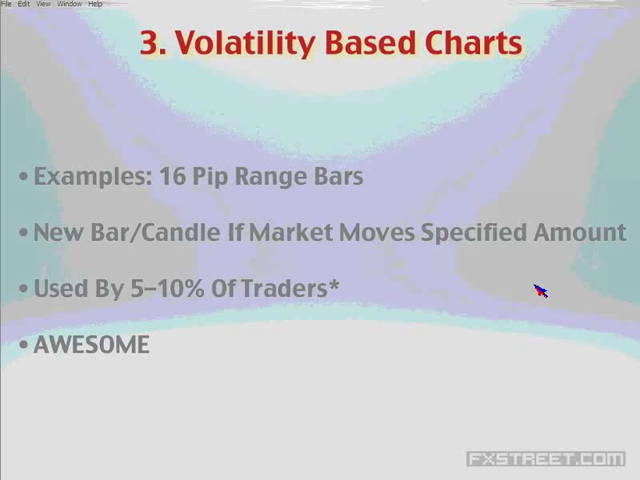 File Edit View Window Help
3. Volatility Based Charts
• Examples: 16 Pip Range Bars
• New Bar/Candle If Market Moves Specified Amount
• Used By 5–10% Of Traders*
• AWESOME
FXSTREET.COM